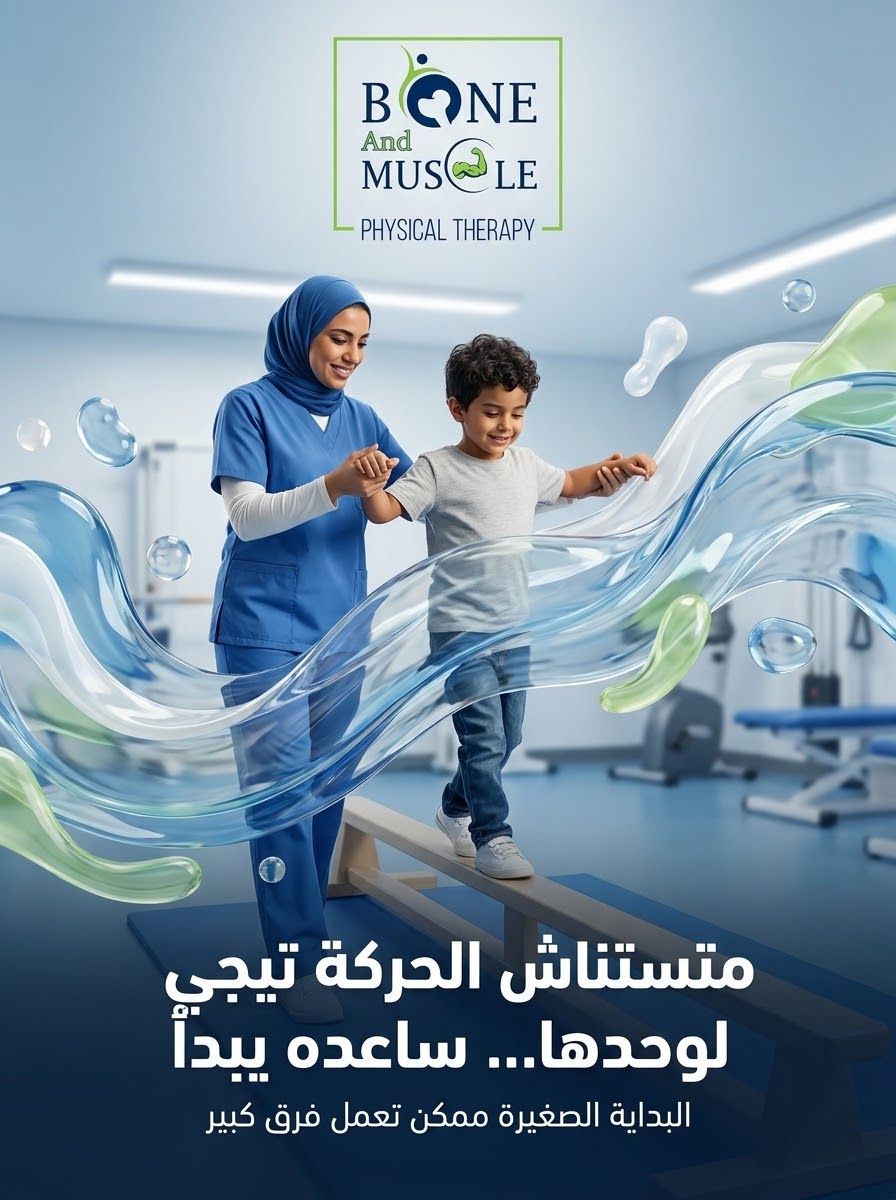 BONE
And
MUSCLE
PHYSICAL THERAPY
متستناش الحركة تيجي
لوحدها... ساعده يبدأ
البداية الصغيرة ممكن تعمل فرق كبير